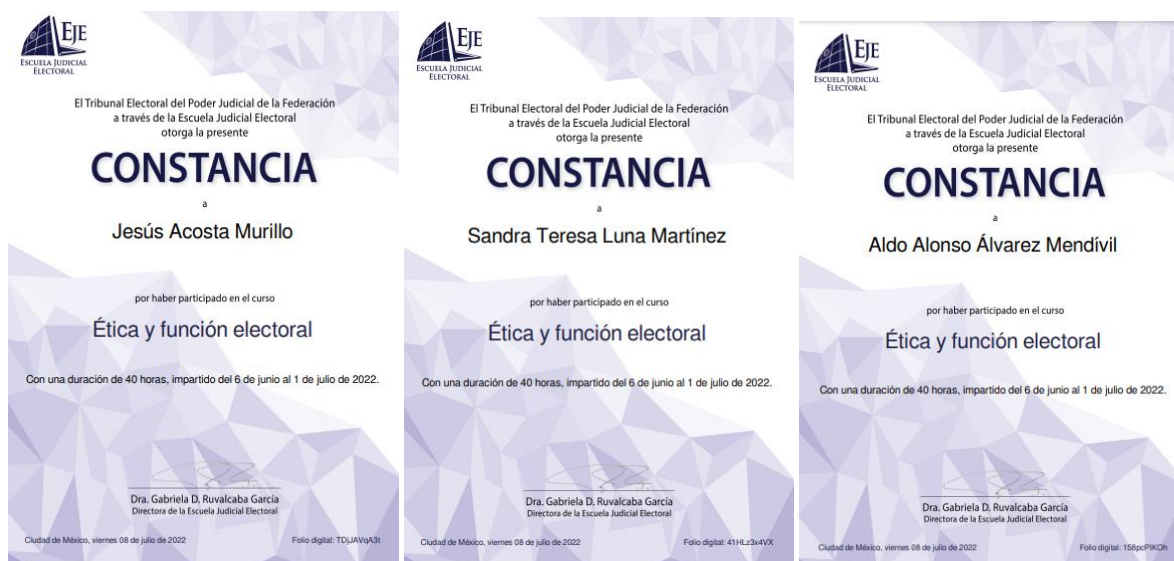 EJE
ESCUELA JUDICIAL
ELECTORAL
El Tribunal Electoral del Poder Judicial de la Federación
a través de la Escuela Judicial Electoral
otorga la presente
CONSTANCIA
a
Jesús Acosta Murillo
por haber participado en el curso
Ética y función electoral
Con una duración de 40 horas, impartido del 6 de junio al 1 de julio de 2022.
Dra. Gabriela D. Ruvalcaba García
Directora de la Escuela Judicial Electoral
Ciudad de México, viernes 08 de julio de 2022
Folio digital: TDjJAVqA3t
EJE
ESCUELA JUDICIAL
ELECTORAL
El Tribunal Electoral del Poder Judicial de la Federación
a través de la Escuela Judicial Electoral
otorga la presente
CONSTANCIA
a
Sandra Teresa Luna Martínez
por haber participado en el curso
Ética y función electoral
Con una duración de 40 horas, impartido del 6 de junio al 1 de julio de 2022.
Dra. Gabriela D. Ruvalcaba García
Directora de la Escuela Judicial Electoral
Ciudad de México, viernes 08 de julio de 2022
Folio digital: 41HLz3x4VX
EJE
ESCUELA JUDICIAL
ELECTORAL
El Tribunal Electoral del Poder Judicial de la Federación
a través de la Escuela Judicial Electoral
otorga la presente
CONSTANCIA
a
Aldo Alonso Álvarez Mendívil
por haber participado en el curso
Ética y función electoral
Con una duración de 40 horas, impartido del 6 de junio al 1 de julio de 2022.
Dra. Gabriela D. Ruvalcaba García
Directora de la Escuela Judicial Electoral
Ciudad de México, viernes 08 de julio de 2022
Folio digital: